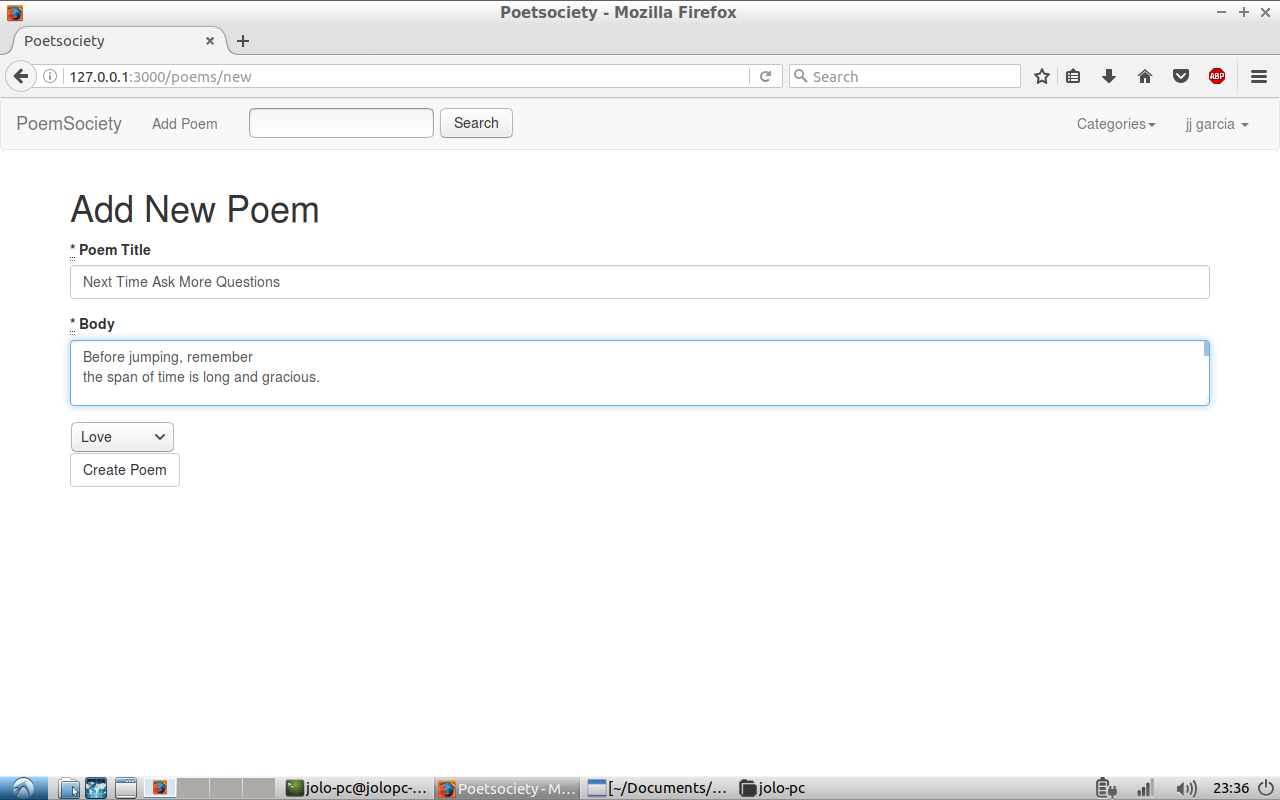 Poetsociety - Mozilla Firefox
Poetsociety
127.0.0.1:3000/poems/new
Search
ABP
PoemSociety
Add Poem
Search
Categories
jj garcia
Add New Poem
* Poem Title
Next Time Ask More Questions
* Body
Before jumping, remember
the span of time is long and gracious.
Love
Create Poem
jolo-pc@jolopc-...
Poetsociety - M...
[~/Documents/...
jolo-pc
23:36